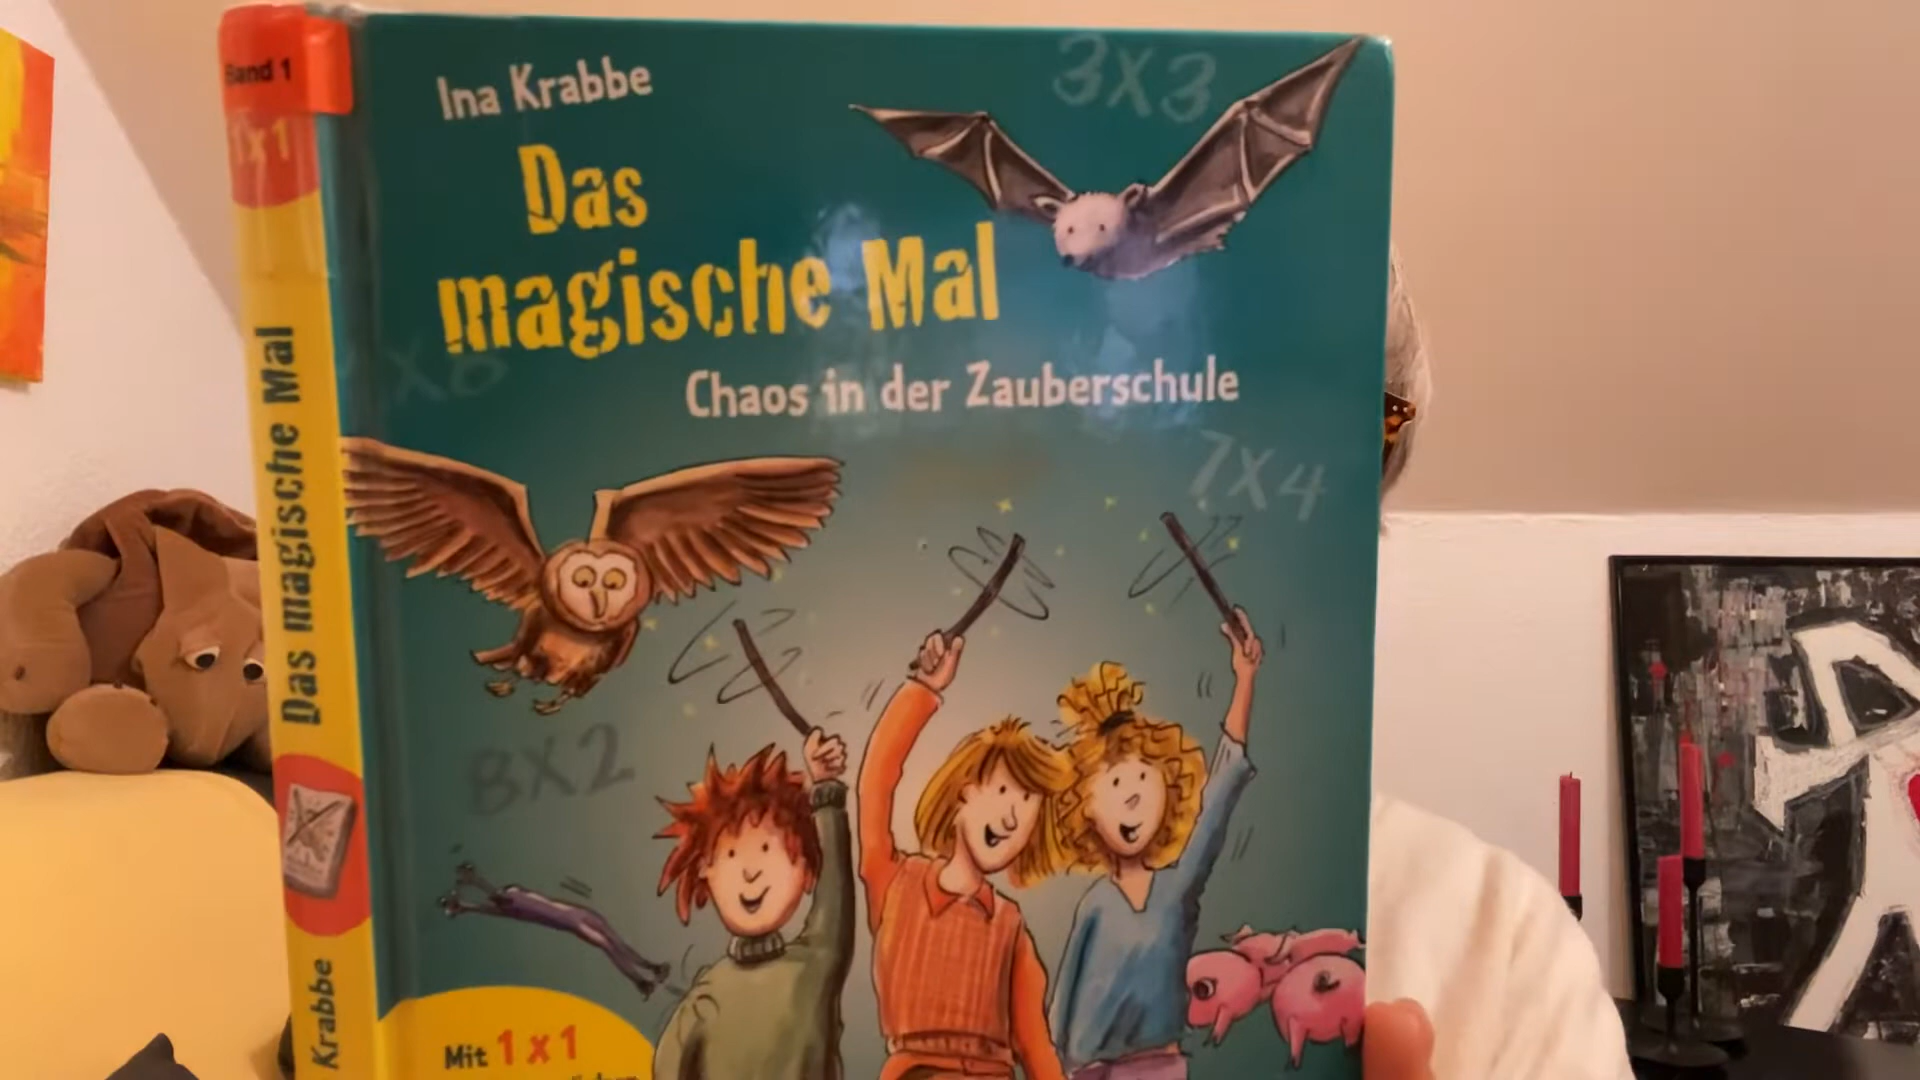 Band 1
1x1
Das magische Mal
Krabbe
Ina Krabbe
Das
magische Mal
Chaos in der Zauberschule
3X3
X6
7X4
8X2
Mit 1 x 1